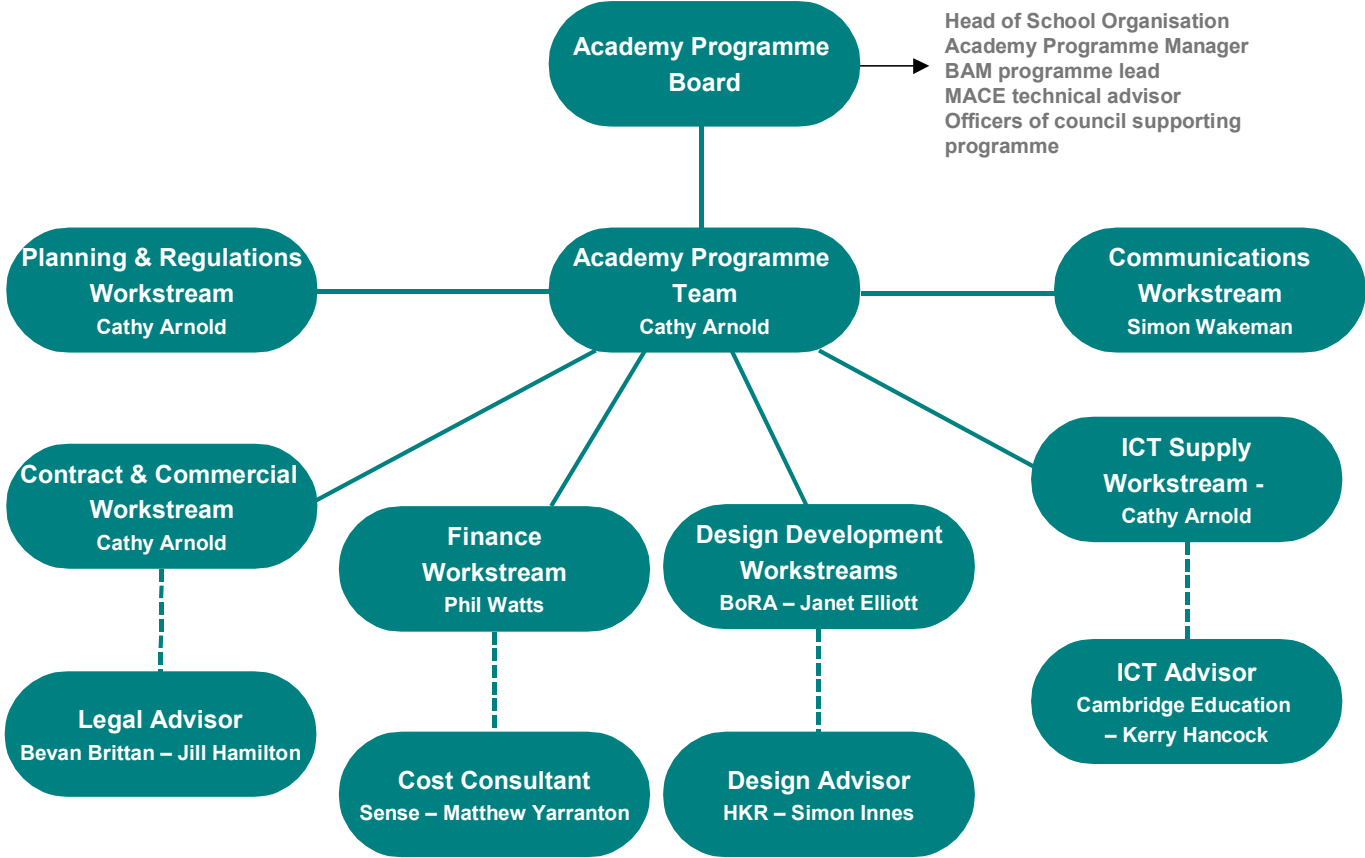 Academy Programme
Board
Head of School Organisation
Academy Programme Manager
BAM programme lead
MACE technical advisor
Officers of council supporting
programme
Planning & Regulations
Workstream
Cathy Arnold
Academy Programme
Team
Cathy Arnold
Communications
Workstream
Simon Wakeman
Contract & Commercial
Workstream
Cathy Arnold
Finance
Workstream
Phil Watts
Design Development
Workstreams
BoRA – Janet Elliott
ICT Supply
Workstream -
Cathy Arnold
Legal Advisor
Bevan Brittan – Jill Hamilton
Cost Consultant
Sense – Matthew Yarranton
Design Advisor
HKR – Simon Innes
ICT Advisor
Cambridge Education
– Kerry Hancock